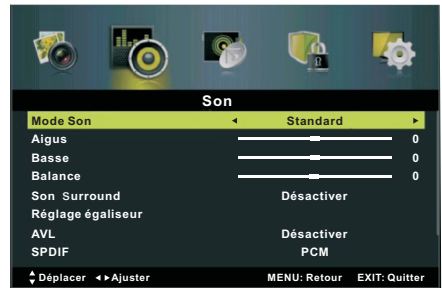 Son
Mode Son Standard
Aigus 0
Basse 0
Balance 0
Son Surround Désactiver
Réglage égaliseur
AVL Désactiver
SPDIF PCM
Déplacer Ajuster MENU: Retour EXIT: Quitter